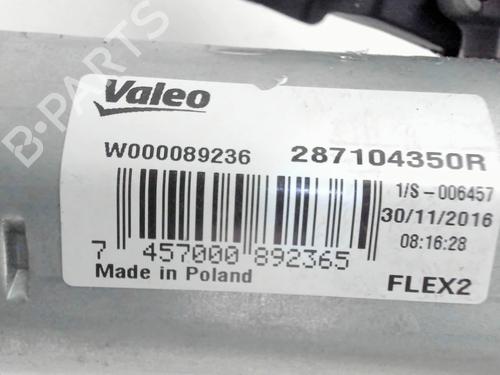 Valeo
W000089236 287104350R
1/S-006457
30/11/2016
08:16:28
7 457000 892365
Made in Poland
FLEX2
B-PARTS